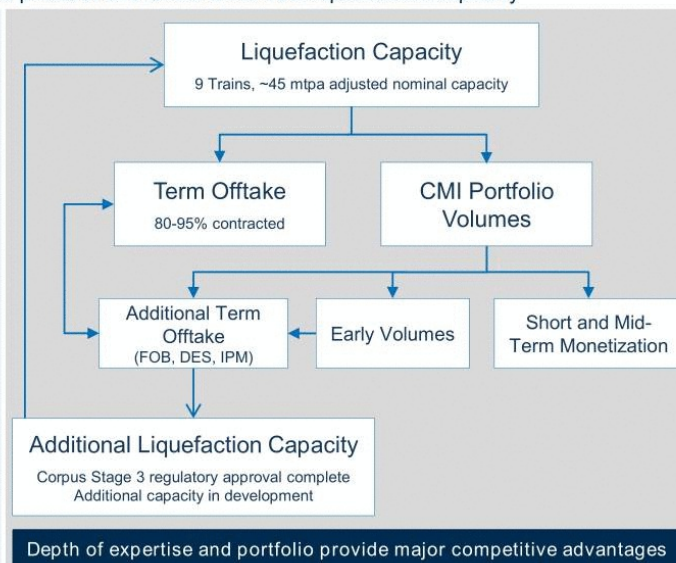 Liquefaction Capacity
9 Trains, ~45 mtpa adjusted nominal capacity
Term Offtake
80-95% contracted
CMI Portfolio
Volumes
Additional Term
Offtake
(FOB, DES, IPM)
Early Volumes
Short and Mid-
Term Monetization
Additional Liquefaction Capacity
Corpus Stage 3 regulatory approval complete
Additional capacity in development
Depth of expertise and portfolio provide major competitive advantages